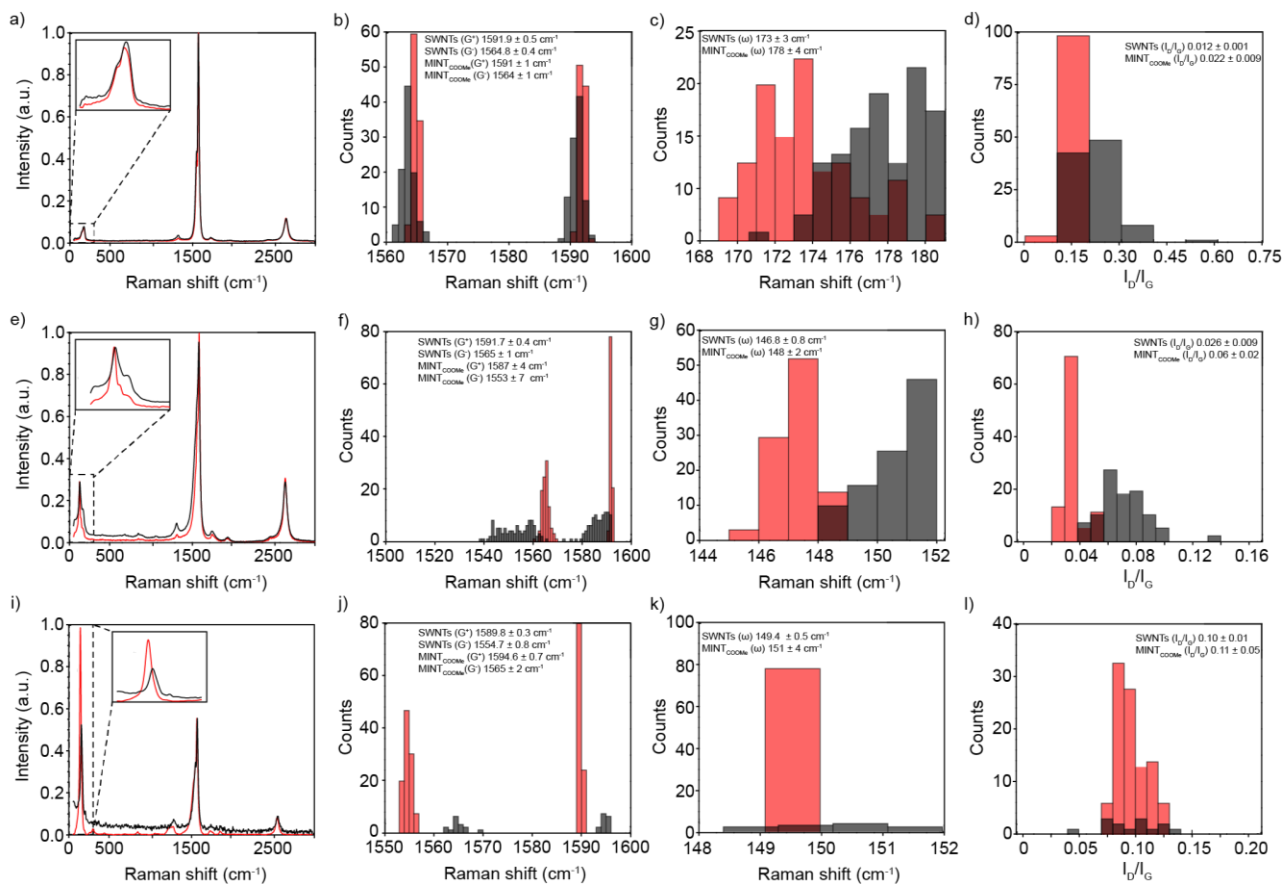 a)
1.0
0.8
0.6
0.4
0.2
0.0
Intensity (a.u.)
0 500 1500 2500
Raman shift (cm-1)
b)
SWNTs (G+) 1591.9 ± 0.5 cm-1
SWNTs (G-) 1564.8 ± 0.4 cm-1
MINTCOOMe(G+) 1591 ± 1 cm-1
MINTCOOMe (G-) 1564 ± 1 cm-1
60
50
40
30
20
10
0
Counts
1560 1570 1580 1590 1600
Raman shift (cm-1)
c)
SWNTs (ω) 173 ± 3 cm-1
MINTCOOMe (ω) 178 ± 4 cm-1
25
22
15
10
25
0
Counts
168 170 172 174 176 178 180
Raman shift (cm-1)
d)
SWNTs (ID/IG) 0.012 ± 0.001
MINTCOOMe (ID/IG) 0.022 ± 0.009
100
75
50
25
0
Counts
0.0 0.15 0.30 0.45 0.60 0.75
ID/IG
e)
1.0
0.8
0.6
0.4
0.2
0.0
Intensity (a.u.)
0 500 1500 2500
Raman shift (cm-1)
f)
SWNTs (G+) 1591.7 ± 0.4 cm-1
SWNTs (G-) 1565 ± 1 cm-1
MINTCOOMe (G+) 1587 ± 4 cm-1
MINTCOOMe (G-) 1553 ± 7 cm-1
80
60
40
20
0
Counts
1500 1520 1530 1540 1560 1600
Raman shift (cm-1)
g)
SWNTs (ω) 146.8 ± 0.8 cm-1
MINTCOOMe (ω) 148 ± 2 cm-1
60
50
40
30
20
10
0
Counts
144 146 148 150 152
Raman shift (cm-1)
h)
SWNTs (ID/IG) 0.026 ± 0.009
MINTCOOMe (ID/IG) 0.06 ± 0.02
80
60
40
20
0
Counts
0.0 0.04 0.08 0.12 0.16
ID/IG
i)
1.0
0.8
0.6
0.4
0.2
0.0
Intensity (a.u.)
0 500 1500 2500
Raman shift (cm-1)
j)
SWNTs (G+) 1589.8 ± 0.3 cm-1
SWNTs (G-) 1554.7 ± 0.8 cm-1
MINTCOOMe (G+) 1594.6 ± 0.7 cm-1
MINTCOOMe (G-) 1565 ± 2 cm-1
80
60
40
20
0
Counts
1550 1560 1570 1580 1590 1600
Raman shift (cm-1)
k)
SWNTs (ω) 149.4 ± 0.5 cm-1
MINTCOOMe (ω) 151 ± 4 cm-1
100
80
60
40
20
0
Counts
148 149 150 151 152
Raman shift (cm-1)
l)
SWNTs (ID/IG) 0.10 ± 0.01
MINTCOOMe (ID/IG) 0.11 ± 0.05
40
30
20
10
0
Counts
0 0.05 0.10 0.15 0.20
ID/IG